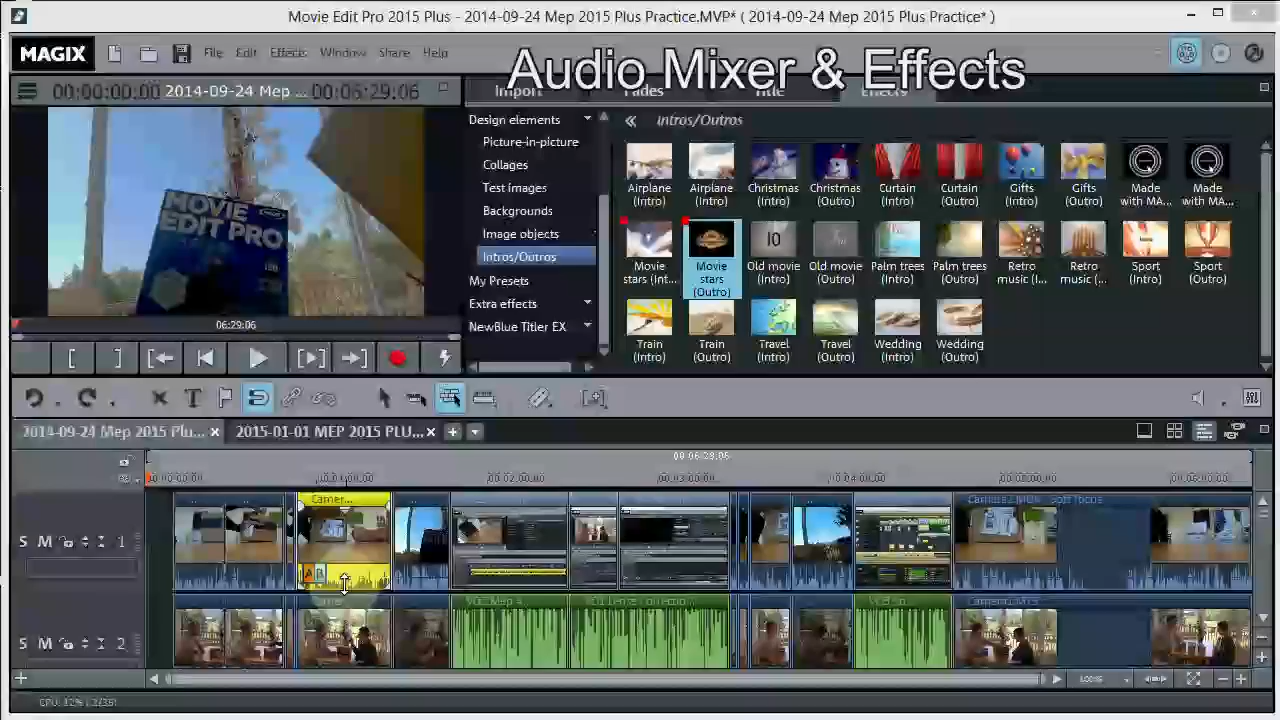 Movie Edit Pro 2015 Plus - 2014-09-24 Mep 2015 Plus Practice.MVP* ( 2014-09-24 Mep 2015 Plus Practice* )
MAGIX File Edit Effects Window Share Help
Audio Mixer & Effects
00:00:00:00 2014-09-24 Mep ... 00:06:29:06
Import Fades Title Effects
Design elements
Picture-in-picture
Collages
Test images
Backgrounds
Image objects
Intros/Outros
My Presets
Extra effects
NewBlue Titler EX
MOVIE
EDIT PRO
06:29:06
Intros/Outros
Airplane (Intro)
Airplane (Outro)
Christmas (Intro)
Christmas (Outro)
Curtain (Intro)
Curtain (Outro)
Gifts (Intro)
Gifts (Outro)
Made with MA...
Made with MA...
Movie stars (Int...
Movie stars (Outro)
Old movie (Intro)
Old movie (Outro)
Palm trees (Intro)
Palm trees (Outro)
Retro music (I...
Retro music (...
Sport (Intro)
Sport (Outro)
Train (Intro)
Train (Outro)
Travel (Intro)
Travel (Outro)
Wedding (Intro)
Wedding (Outro)
2014-09-24 Mep 2015 Plu... 2015-01-01 MEP 2015 PLU...
S M 1
Camer...
S M 2
100%